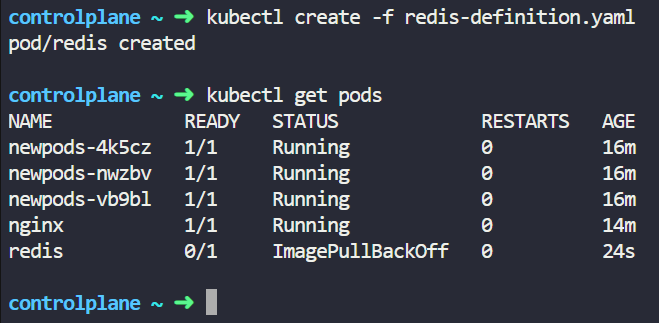 controlplane ~ ➜ kubectl create -f redis-definition.yaml
pod/redis created
controlplane ~ ➜ kubectl get pods
NAME READY STATUS RESTARTS AGE
newpods-4k5cz 1/1 Running 0 16m
newpods-nwzbv 1/1 Running 0 16m
newpods-vb9bl 1/1 Running 0 16m
nginx 1/1 Running 0 14m
redis 0/1 ImagePullBackOff 0 24s
controlplane ~ ➜